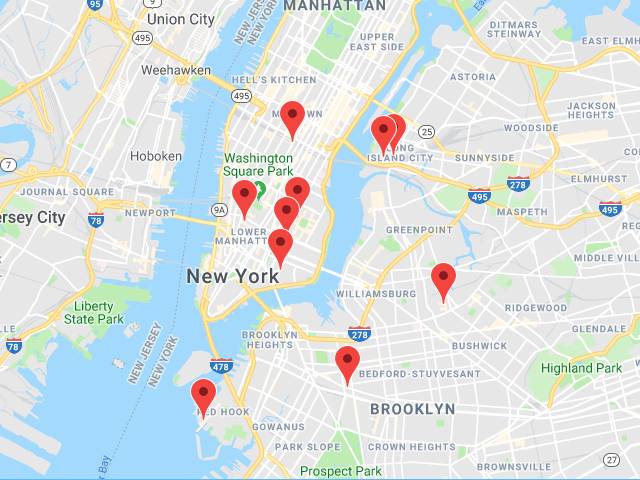 95
Union City
9
MANHATTAN
495
NEW JERSEY
NEW YORK
UPPER
EAST SIDE
DITMARS
STEINWAY
EAST ELMH
Weehawken
HELL'S KITCHEN
ASTORIA
495
JACKSON
HEIGHTS
25
WOODSIDE
Hoboken
Washington
Square Park
ISLAND CITY
SUNNYSIDE
7
JOURNAL SQUARE
278
ELMHURST
495
495
REG
ersey City
78
NEWPORT
9A
LOWER
MANHATT
MASPETH
GREENPOINT
MIDDLE VILL
New York
WILLIAMSBURG
RIDGEWOOD
Liberty
State Park
NEW JERSEY
NEW YORK
BROOKLYN
HEIGHTS
278
GLENDALE
LLE
78
BUSHWICK
478
BEDFORD-STUYVESANT
Highland Park
RED HOOK
BROOKLYN
GOWANUS
PARK SLOPE
CROWN HEIGHTS
27
BROWNSVILLE
Prospect Park
r Bay